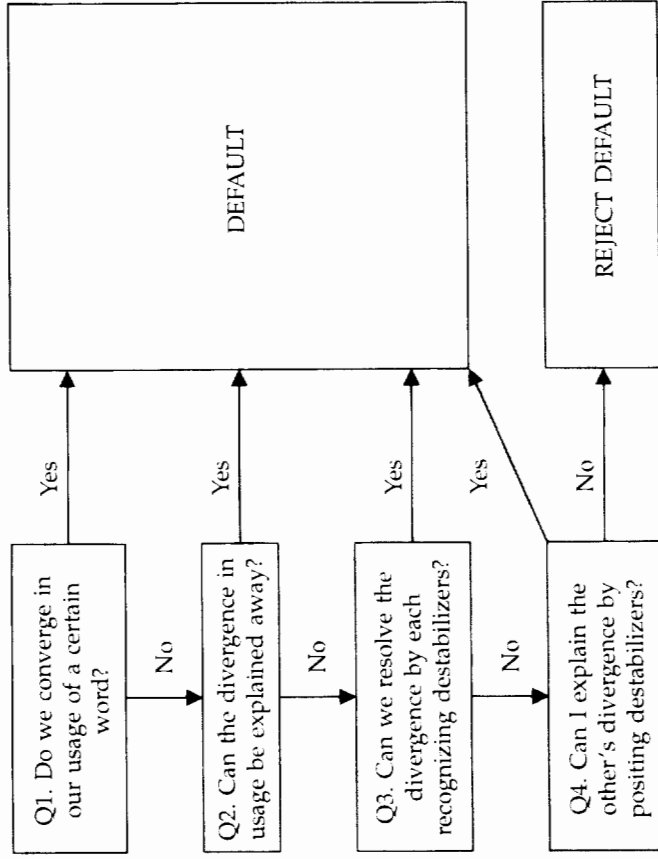 Q1. Do we converge in
our usage of a certain
word?
Yes
DEFAULT
No
Q2. Can the divergence in
usage be explained away?
Yes
No
Q3. Can we resolve the
divergence by each
recognizing destabilizers?
Yes
Yes
No
Q4. Can I explain the
other's divergence by
positing destabilizers?
No
REJECT DEFAULT